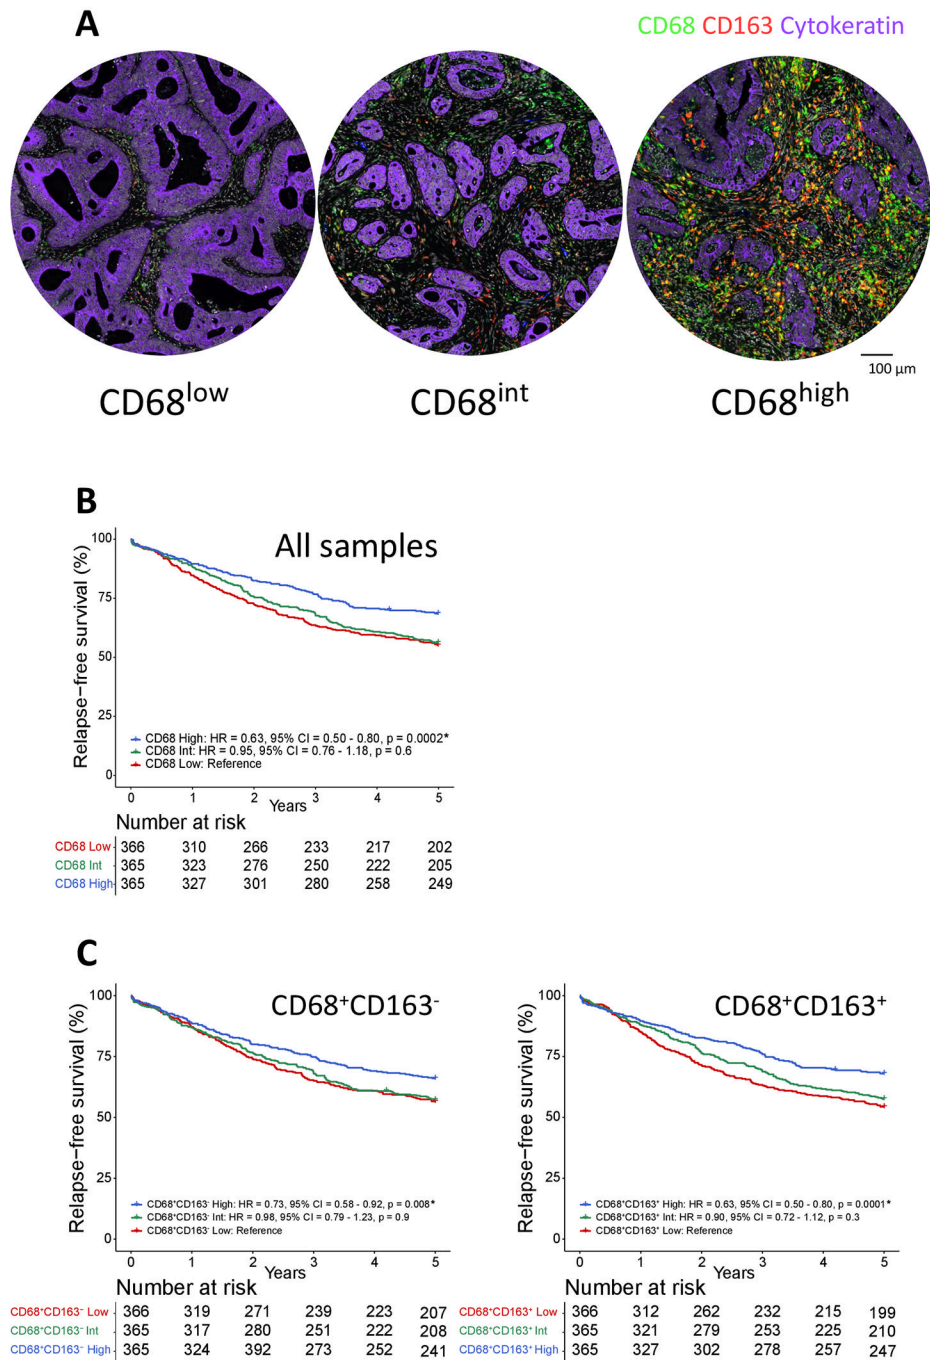 A
CD68 CD163 Cytokeratin
100 µm
CD68low CD68int CD68high
B
All samples
Relapse−free survival (%)
100
75
50
25
0
CD68 High: HR = 0.63, 95% CI = 0.50 - 0.80, p = 0.0002*
CD68 Int: HR = 0.95, 95% CI = 0.76 - 1.18, p = 0.6
CD68 Low: Reference
0 1 2 3 4 5
Years
Number at risk
CD68 Low 366 310 266 233 217 202
CD68 Int 365 323 276 250 222 205
CD68 High 365 327 301 280 258 249
C
CD68+CD163-
Relapse−free survival (%)
100
75
50
25
0
CD68+CD163- High: HR = 0.73, 95% CI = 0.58 - 0.92, p = 0.008*
CD68+CD163- Int: HR = 0.98, 95% CI = 0.79 - 1.23, p = 0.9
CD68+CD163- Low: Reference
0 1 2 3 4 5
Years
Number at risk
CD68+CD163− Low 366 319 271 239 223 207
CD68+CD163− Int 365 317 280 251 222 208
CD68+CD163− High 365 324 392 273 252 241
CD68+CD163+
Relapse−free survival (%)
100
75
50
25
0
CD68+CD163+ High: HR = 0.63, 95% CI = 0.50 - 0.80, p = 0.0001*
CD68+CD163+ Int: HR = 0.90, 95% CI = 0.72 - 1.12, p = 0.3
CD68+CD163+ Low: Reference
0 1 2 3 4 5
Years
Number at risk
CD68+CD163+ Low 366 312 262 232 215 199
CD68+CD163+ Int 365 321 279 253 225 210
CD68+CD163+ High 365 327 302 278 257 247